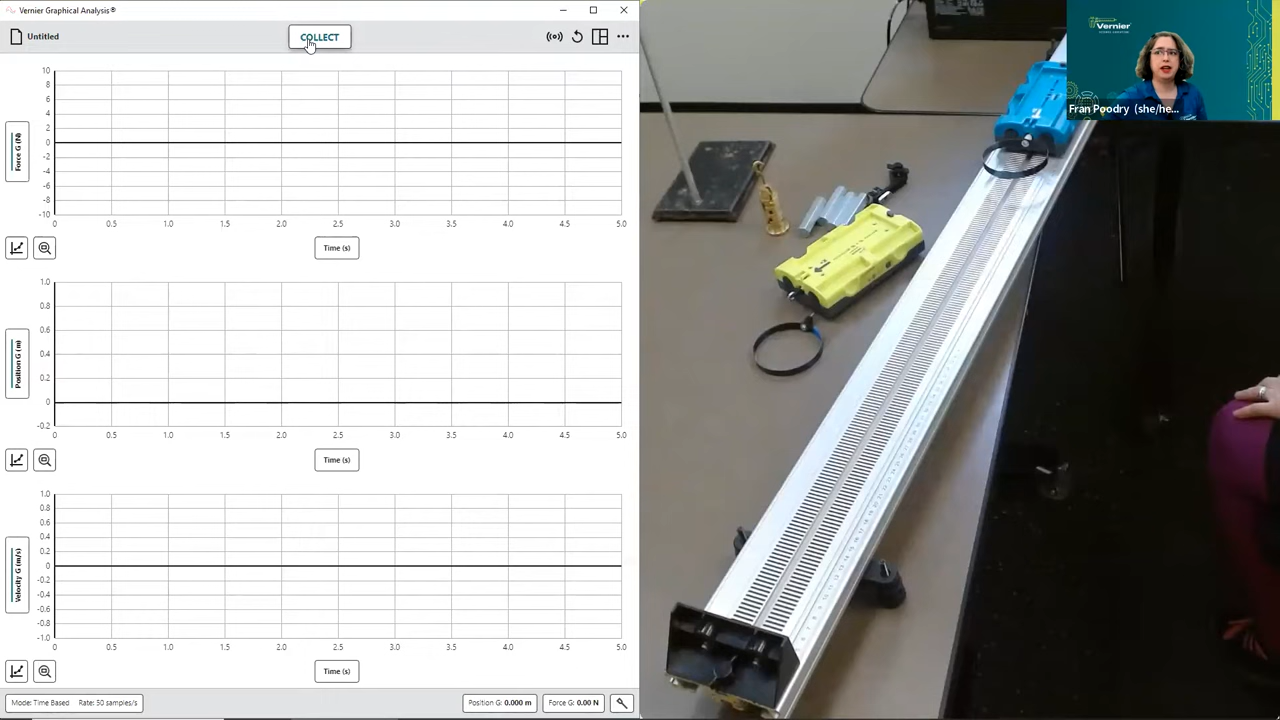 Vernier Graphical Analysis®
Untitled
COLLECT
Force G (N)
10
8
6
4
2
0
-2
-4
-6
-8
-10
0 0.5 1.0 1.5 2.0 2.5 3.0 3.5 4.0 4.5 5.0
Time (s)
Position G (m)
1.0
0.8
0.6
0.4
0.2
0
-0.2
0 0.5 1.0 1.5 2.0 2.5 3.0 3.5 4.0 4.5 5.0
Time (s)
Velocity G (m/s)
1.0
0.8
0.6
0.4
0.2
0
-0.2
-0.4
-0.6
-0.8
-1.0
0 0.5 1.0 1.5 2.0 2.5 3.0 3.5 4.0 4.5 5.0
Time (s)
Mode: Time Based Rate: 50 samples/s
Position G: 0.000 m
Force G: 0.00 N
Vernier
SCIENCE EDUCATION
Fran Poodry (she/he...